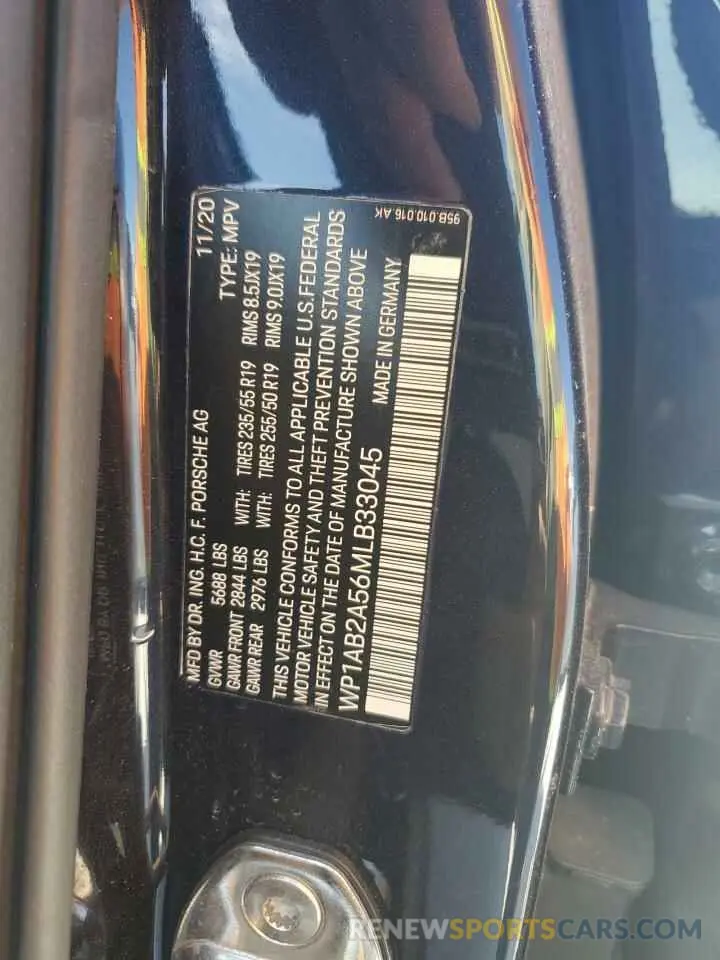 MFD BY DR. ING. H.C. F. PORSCHE AG 11/20
GVWR 5688 LBS TYPE: MPV
GAWR FRONT 2844 LBS WITH: TIRES 235/55 R19 RIMS 8.5JX19
GAWR REAR 2976 LBS WITH: TIRES 255/50 R19 RIMS 9.0JX19
THIS VEHICLE CONFORMS TO ALL APPLICABLE U.S. FEDERAL
MOTOR VEHICLE SAFETY AND THEFT PREVENTION STANDARDS
IN EFFECT ON THE DATE OF MANUFACTURE SHOWN ABOVE
WP1AB2A56MLB33045 MADE IN GERMANY
95B.010.016.AK
RENEWSPORTSCARS.COM